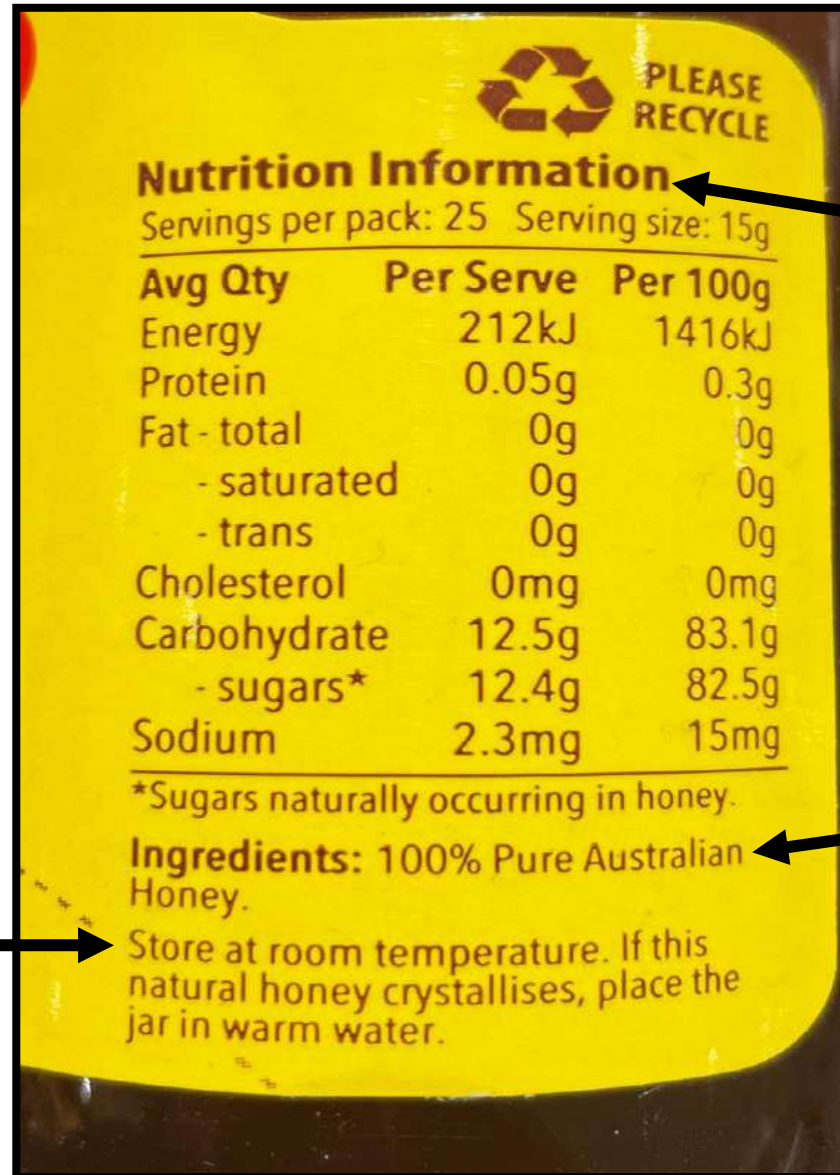 PLEASE
RECYCLE
Nutrition Information
Servings per pack: 25 Serving size: 15g
Avg Qty Per Serve Per 100g
Energy 212kJ 1416kJ
Protein 0.05g 0.3g
Fat - total 0g 0g
- saturated 0g 0g
- trans 0g 0g
Cholesterol 0mg 0mg
Carbohydrate 12.5g 83.1g
- sugars* 12.4g 82.5g
Sodium 2.3mg 15mg
*Sugars naturally occurring in honey.
Ingredients: 100% Pure Australian
Honey.
Store at room temperature. If this
natural honey crystallises, place the
jar in warm water.